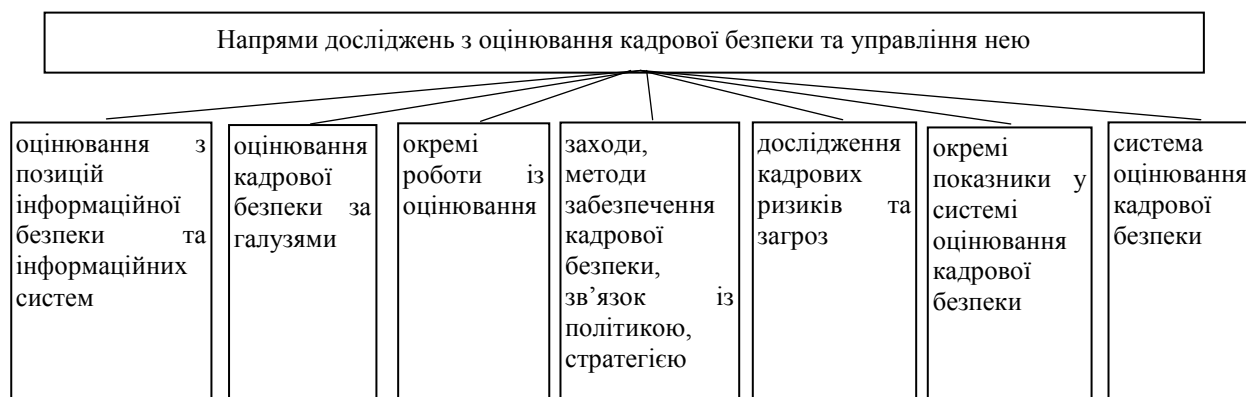 Напрями досліджень з оцінювання кадрової безпеки та управління нею
оцінювання з
позицій
інформаційної
безпеки та
інформаційних
систем
оцінювання
кадрової
безпеки за
галузями
окремі
роботи із
оцінювання
заходи,
методи
забезпечення
кадрової
безпеки,
зв’язок із
політикою,
стратегією
дослідження
кадрових
ризиків та
загроз
окремі
показники у
системі
оцінювання
кадрової
безпеки
система
оцінювання
кадрової
безпеки